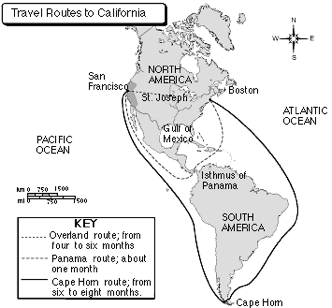 Travel Routes to California
N
W
E
S
NORTH
AMERICA
San
Francisco
St. Joseph
Boston
ATLANTIC
OCEAN
Gulf of
Mexico
PACIFIC
OCEAN
Isthmus of
Panama
km 0 750 1500
mi 0 750 1500
SOUTH
AMERICA
KEY
Overland route; from
four to six months
Panama route; about
one month
Cape Horn route; from
six to eight months.
Cape Horn